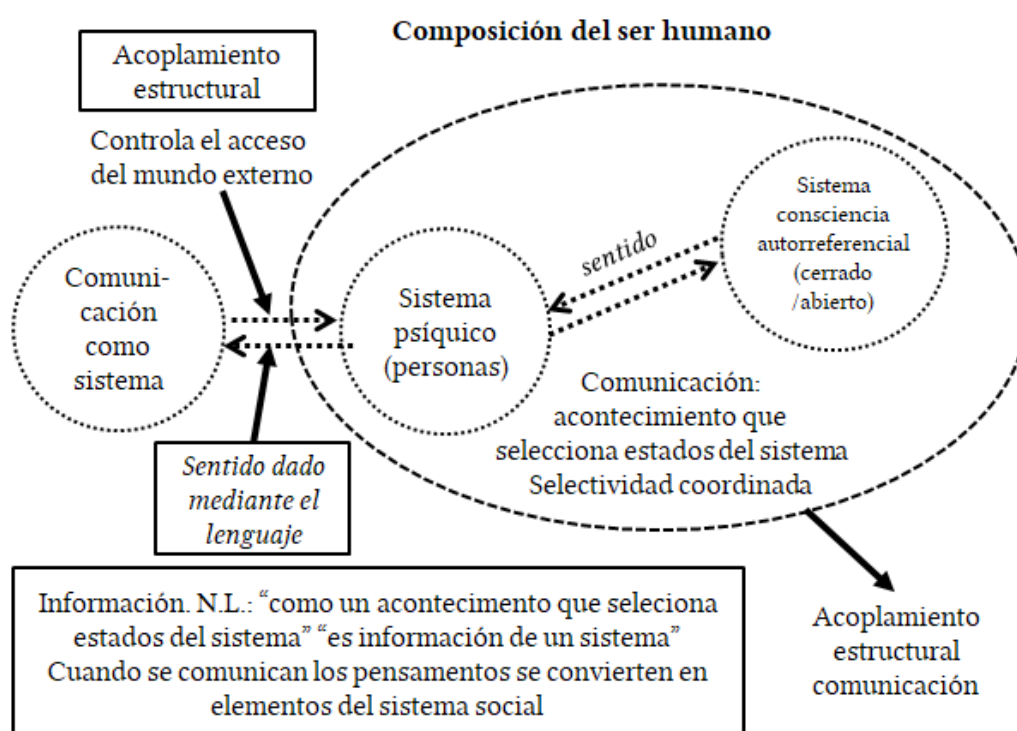 Composición del ser humano
Acoplamiento
estructural
Controla el acceso
del mundo externo
Comuni-
cación
como
sistema
Sistema
psíquico
(personas)
sentido
Sistema
consciencia
autorreferencial
(cerrado
/abierto)
Comunicación:
acontecimiento que
selecciona estados del sistema
Selectividad coordinada
Sentido dado
mediante el
lenguaje
Información. N.L.: “como un acontecimento que seleciona
estados del sistema” “es información de un sistema”
Cuando se comunican los pensamentos se convierten en
elementos del sistema social
Acoplamiento
estructural
comunicación